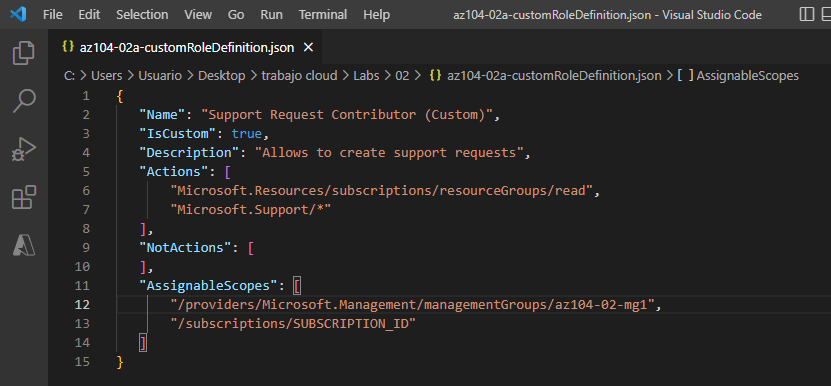 File Edit Selection View Go Run Terminal Help az104-02a-customRoleDefinition.json - Visual Studio Code
{} az104-02a-customRoleDefinition.json ×
C: > Users > Usuario > Desktop > trabajo cloud > Labs > 02 > {} az104-02a-customRoleDefinition.json > [ ] AssignableScopes
1 {
2 "Name": "Support Request Contributor (Custom)",
3 "IsCustom": true,
4 "Description": "Allows to create support requests",
5 "Actions": [
6 "Microsoft.Resources/subscriptions/resourceGroups/read",
7 "Microsoft.Support/*"
8 ],
9 "NotActions": [
10 ],
11 "AssignableScopes": [
12 "/providers/Microsoft.Management/managementGroups/az104-02-mg1",
13 "/subscriptions/SUBSCRIPTION_ID"
14 ]
15 }